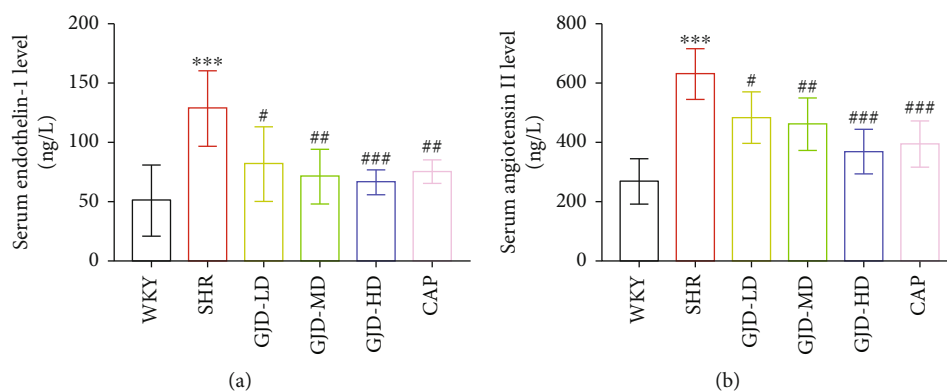 Serum endothelin-1 level
(ng/L)
200
150
100
50
0
***
#
##
###
##
WKY
SHR
GJD-LD
GJD-MD
GJD-HD
CAP
(a)
Serum angiotensin II level
(ng/L)
800
600
400
200
0
***
#
##
###
###
WKY
SHR
GJD-LD
GJD-MD
GJD-HD
CAP
(b)